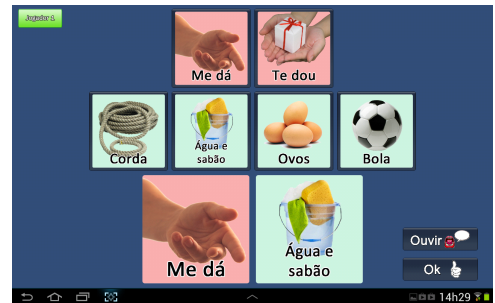 Jogador 1
Me dá
Te dou
Corda
Água e
sabão
Ovos
Bola
Me dá
Água e
sabão
Ouvir
Ok
14h29